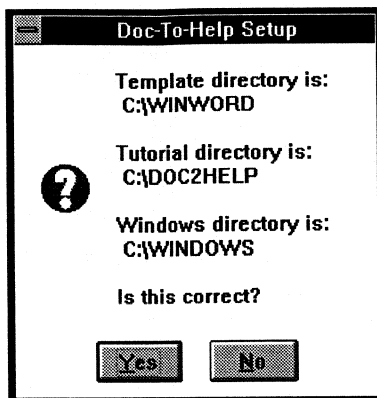 Doc-To-Help Setup
Template directory is:
C:\WINWORD
Tutorial directory is:
C:\DOC2HELP
Windows directory is:
C:\WINDOWS
Is this correct?
Yes No